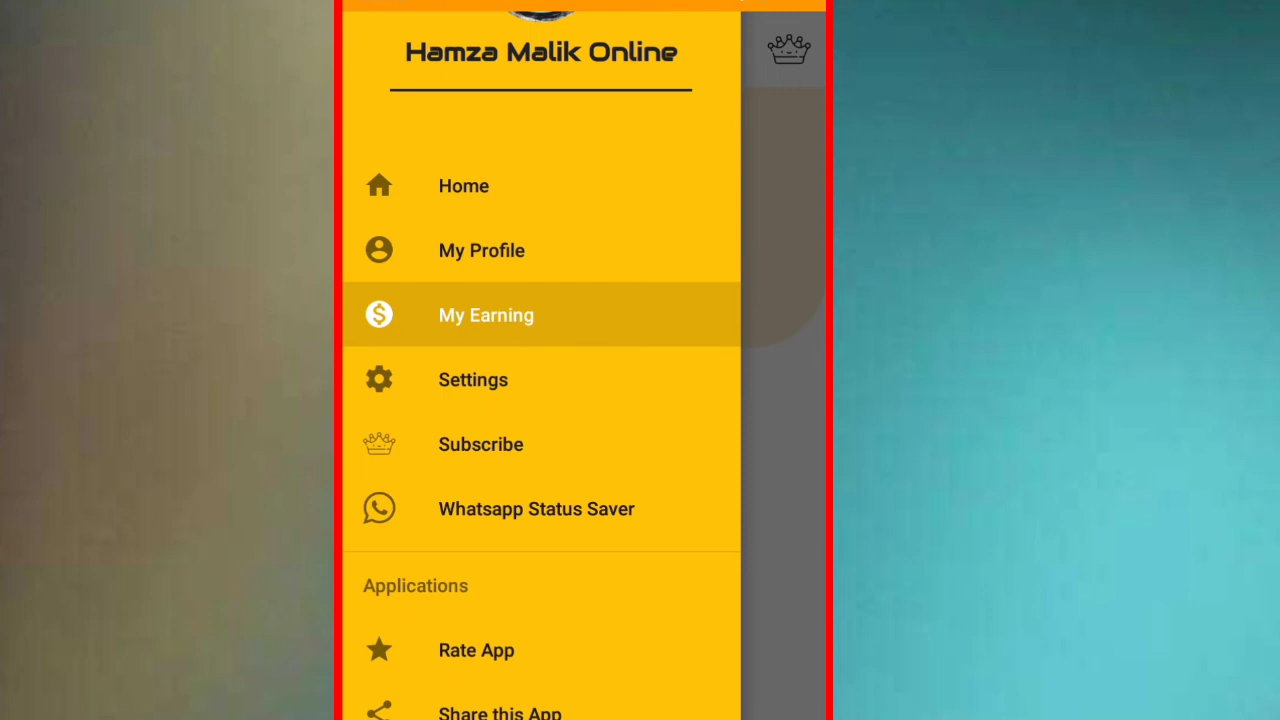 Hamza Malik Online
Home
My Profile
My Earning
Settings
Subscribe
Whatsapp Status Saver
Applications
Rate App
Share this App